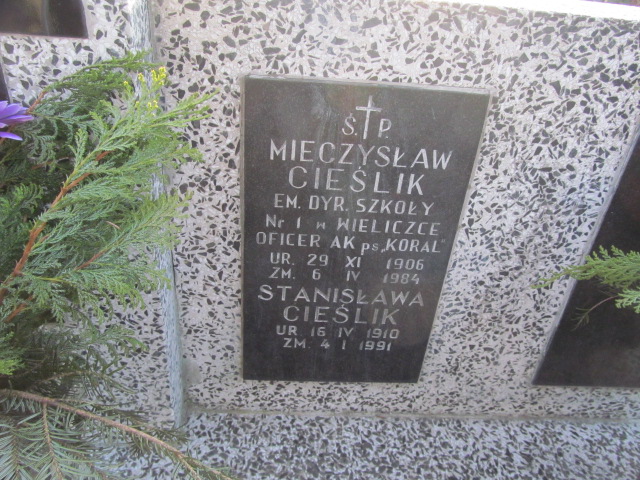 Ś.P.
MIECZYSŁAW
CIEŚLIK
EM. DYR. SZKOŁY
Nr 1 w WIELICZCE
OFICER AK ps „KORAL"
UR. 29 XI 1906
ZM. 6 IV 1984
STANISŁAWA
CIEŚLIK
UR 16 IV 1910
ZM. 4 I 1991